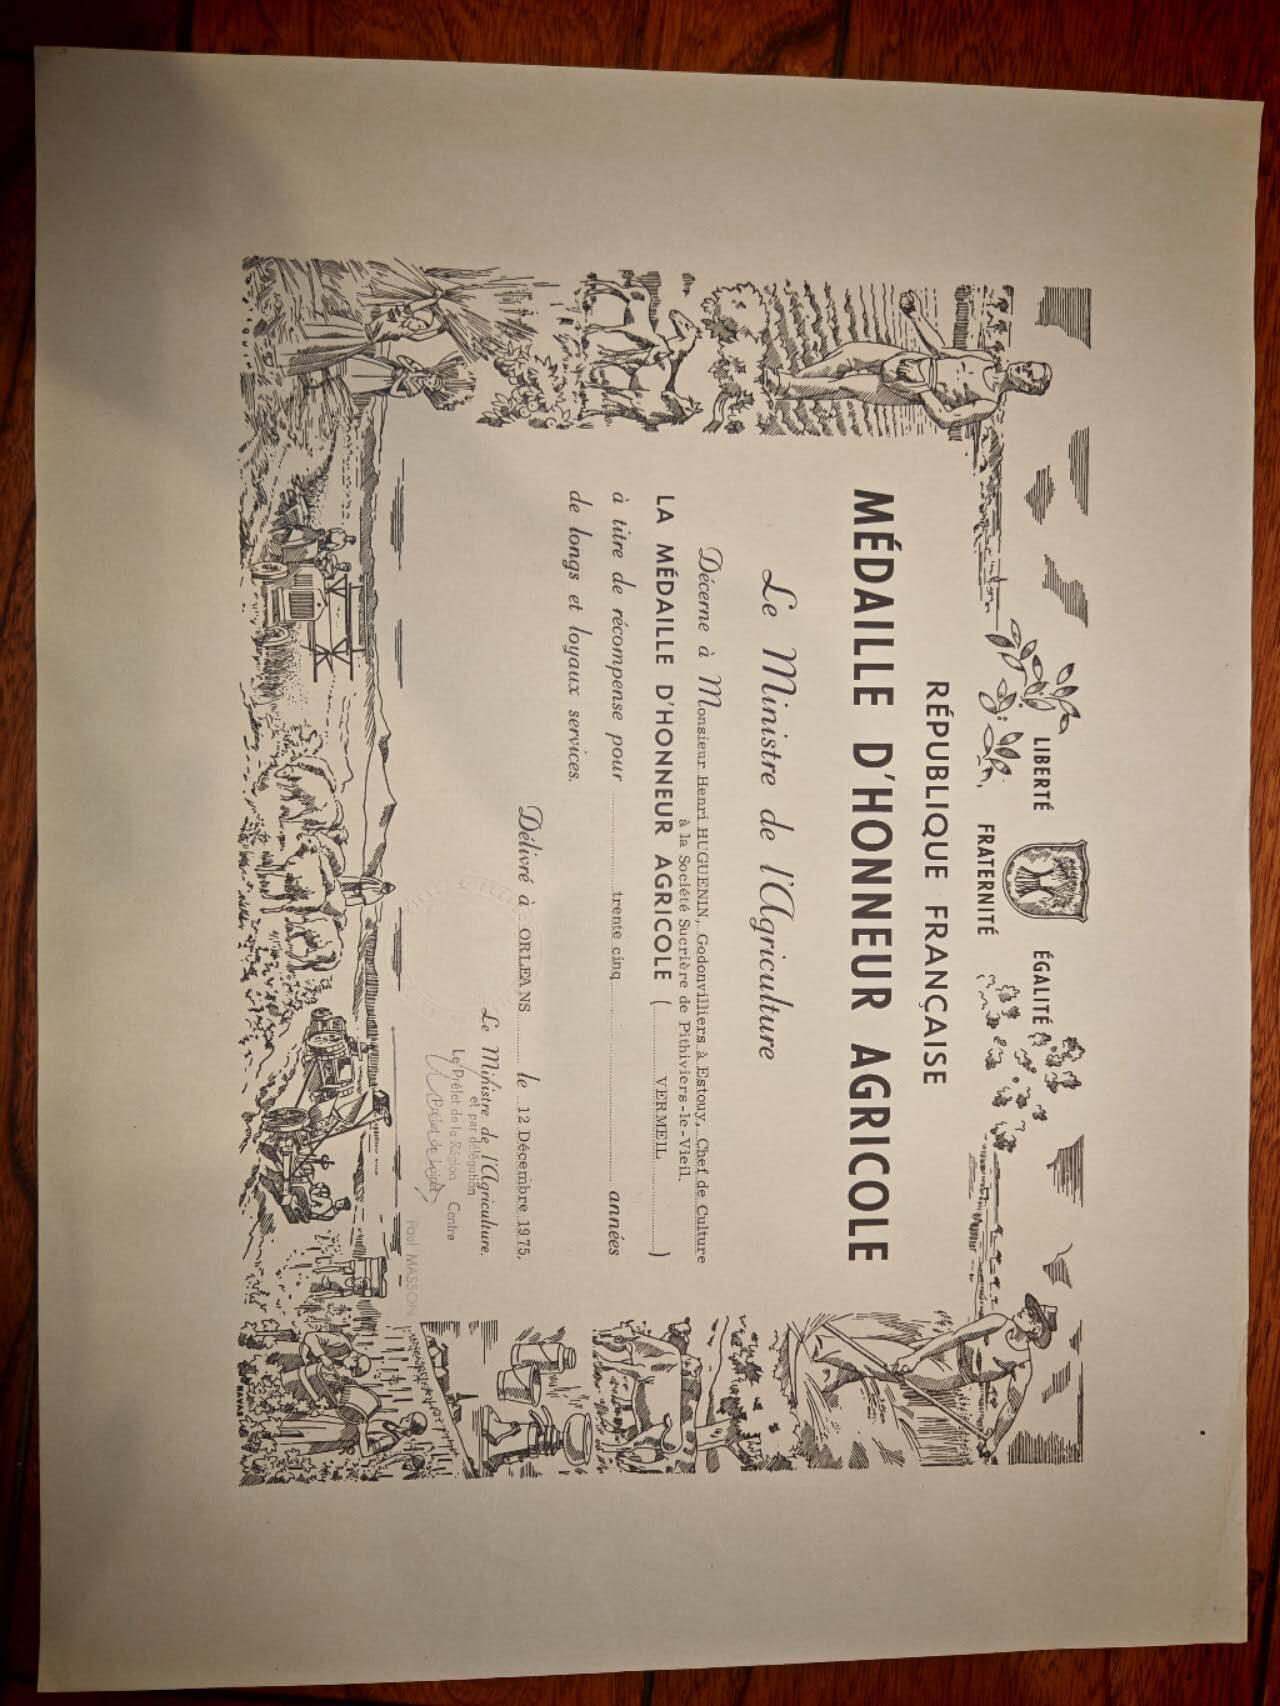 LIBERTÉ ÉGALITÉ
FRATERNITÉ
RÉPUBLIQUE FRANÇAISE
MÉDAILLE D'HONNEUR AGRICOLE
Le Ministre de l'Agriculture
Décerne à Monsieur Henri HUGUENIN, Godonvilliers à Estouy, Chef de Culture
à la Société Sucrière de Pithiviers-le-Vieil.
LA MÉDAILLE D'HONNEUR AGRICOLE ( VERMEIL )
à titre de récompense pour trente cinq années
de longs et loyaux services.
Délivré à ORLEANS le 12 Décembre 1975,
Le Ministre de l'Agriculture.
et par délégation
Le Préfet de la Région Centre
Paul MASSON
HAVAS